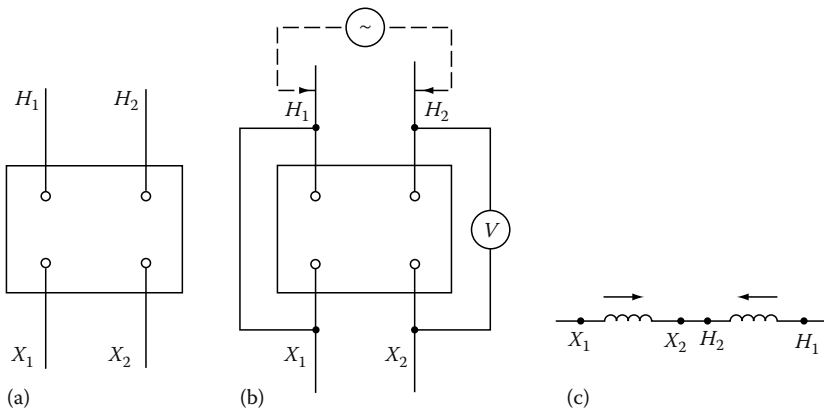 H₁ H₂
X₁ X₂
(a)
~
H₁ H₂
V
X₁ X₂
(b)
X₁ X₂ H₂ H₁
(c)